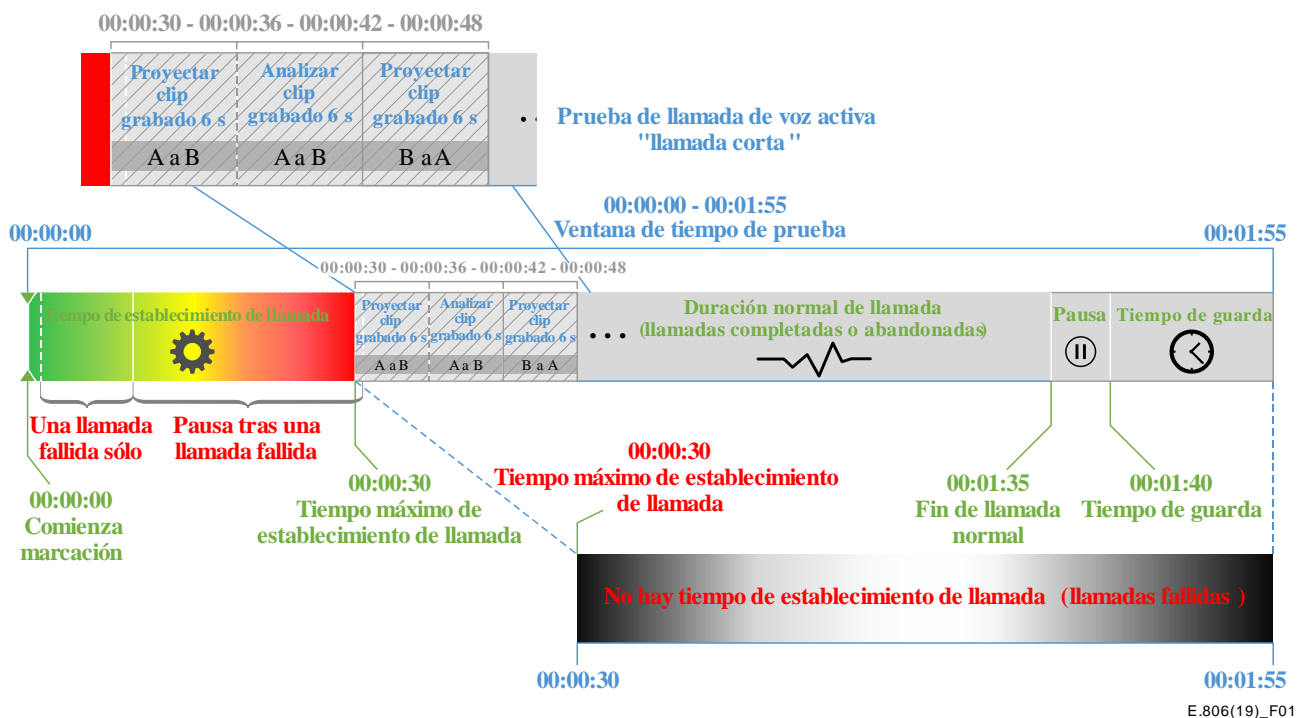 00:00:30 - 00:00:36 - 00:00:42 - 00:00:48
Proyectar
clip
grabado 6 s
A a B
Analizar
clip
grabado 6 s
A a B
Proyectar
clip
grabado 6 s
B a A
...
Prueba de llamada de voz activa
"llamada corta "
00:00:00 - 00:01:55
Ventana de tiempo de prueba
00:00:00
00:01:55
00:00:30 - 00:00:36 - 00:00:42 - 00:00:48
Tiempo de establecimiento de llamada
Proyectar
clip
grabado 6 s
A a B
Analizar
clip
grabado 6 s
A a B
Proyectar
clip
grabado 6 s
B a A
...
Duración normal de llamada
(llamadas completadas o abandonadas)
Pausa
Tiempo de guarda
Una llamada
fallida sólo
Pausa tras una
llamada fallida
00:00:00
Comienza
marcación
00:00:30
Tiempo máximo de
establecimiento de llamada
00:00:30
Tiempo máximo de establecimiento
de llamada
00:01:35
Fin de llamada
normal
00:01:40
Tiempo de guarda
No hay tiempo de establecimiento de llamada (llamadas fallidas )
00:00:30
00:01:55
E.806(19)_F01